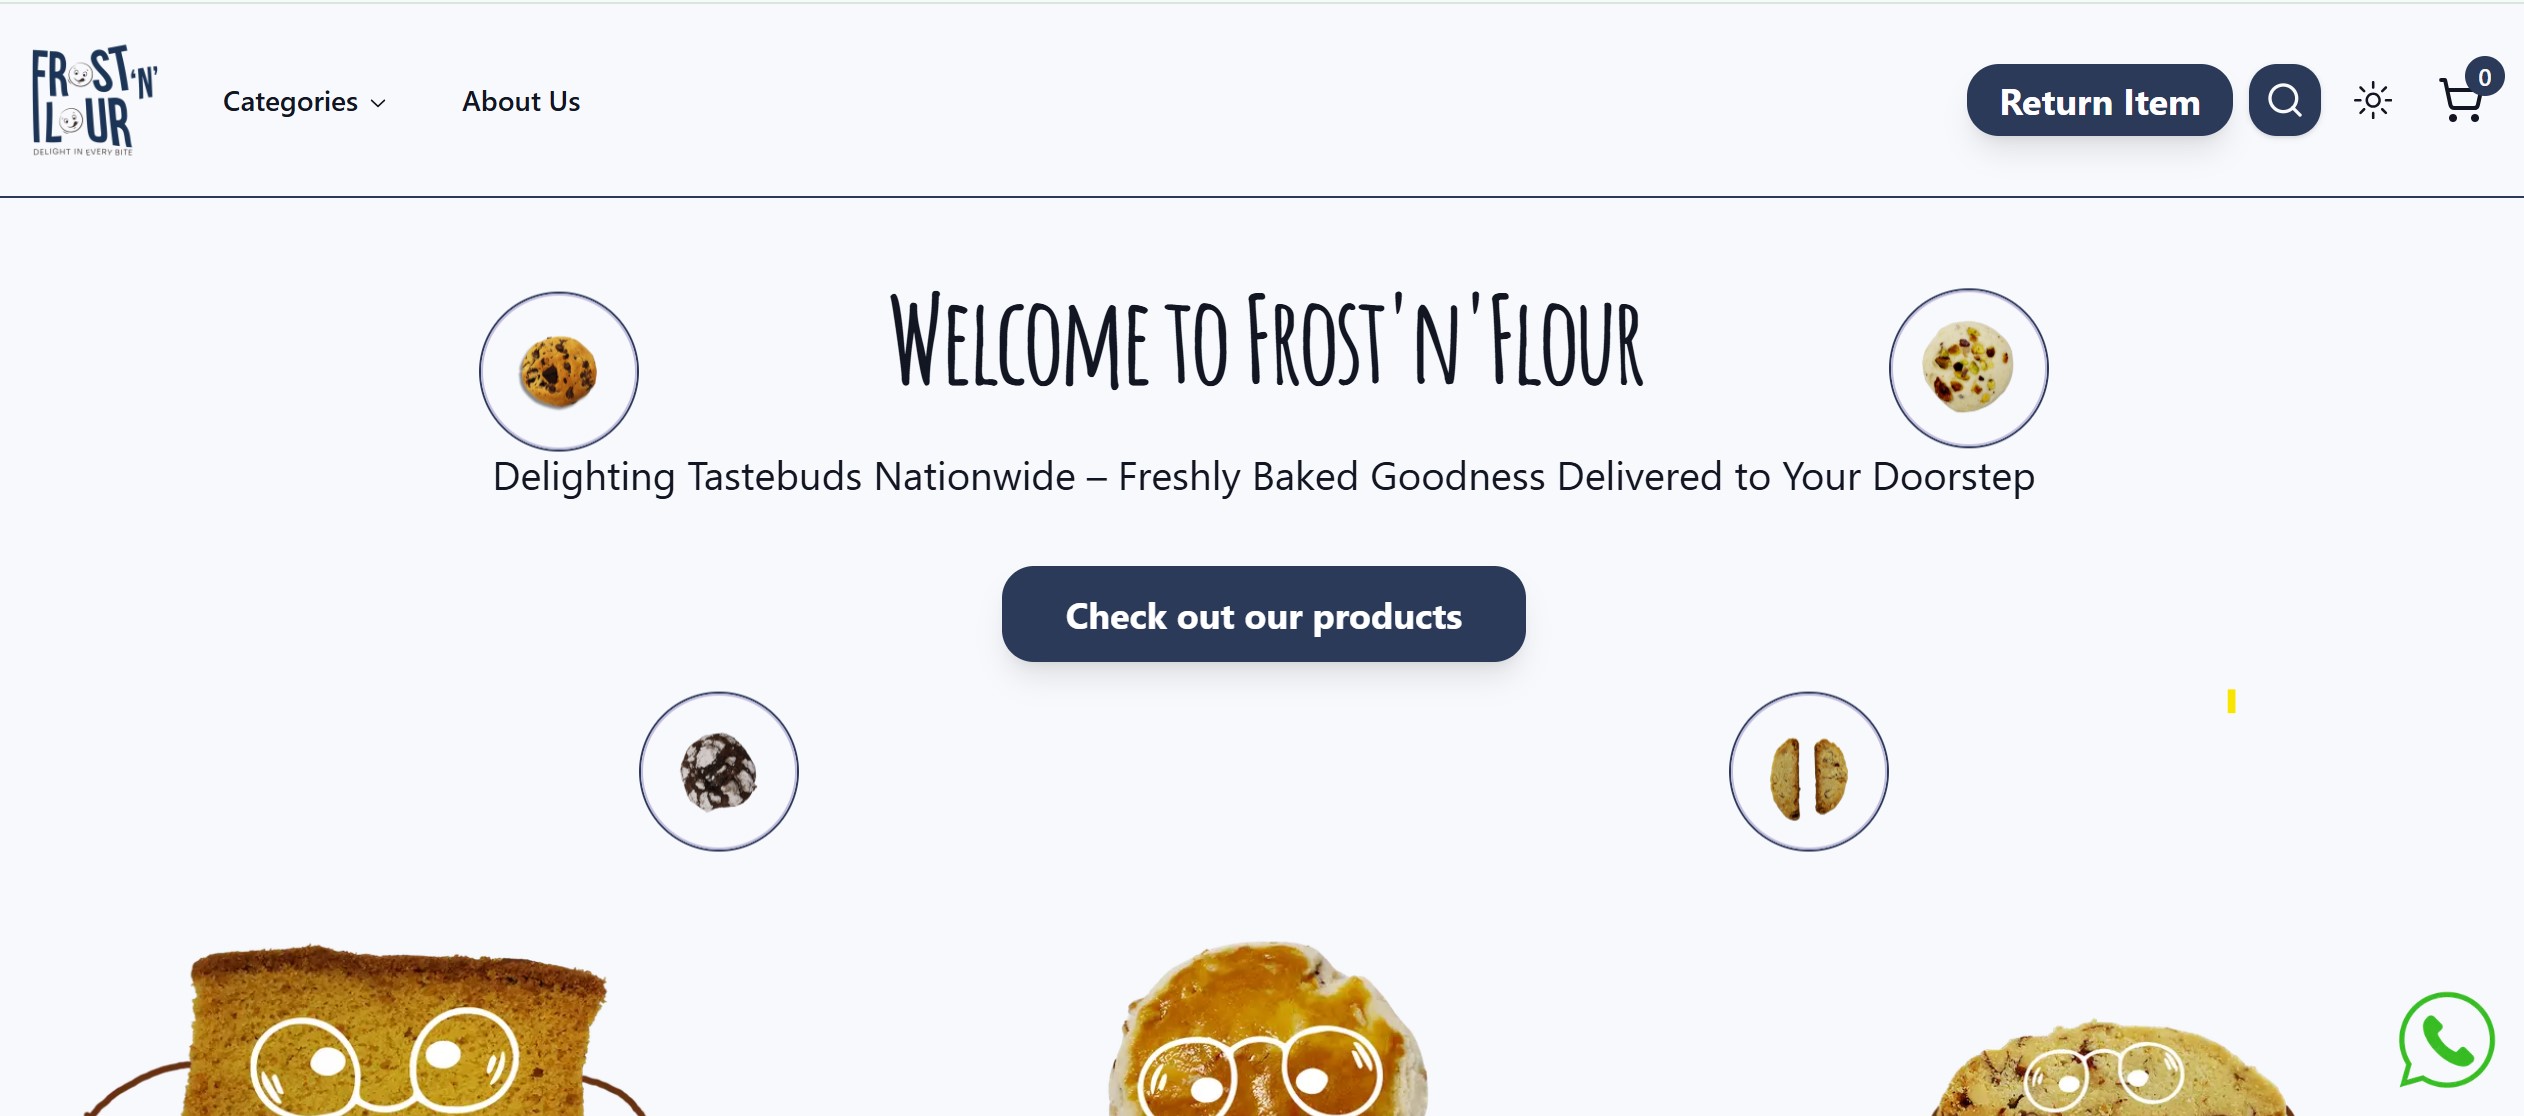 FROST 'N'
FLOUR
DELIGHT IN EVERY BITE
Categories
About Us
Return Item
0
Welcome to Frost'n'Flour
Delighting Tastebuds Nationwide – Freshly Baked Goodness Delivered to Your Doorstep
Check out our products